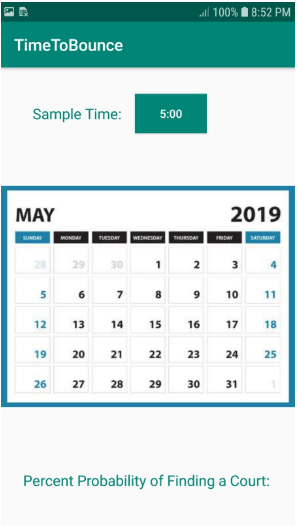 100% 8:52 PM
TimeToBounce
Sample Time: 5:00
MAY 2019
SUNDAY MONDAY TUESDAY WEDNESDAY THURSDAY FRIDAY SATURDAY
28 29 30 1 2 3 4
5 6 7 8 9 10 11
12 13 14 15 16 17 18
19 20 21 22 23 24 25
26 27 28 29 30 31 1
Percent Probability of Finding a Court: